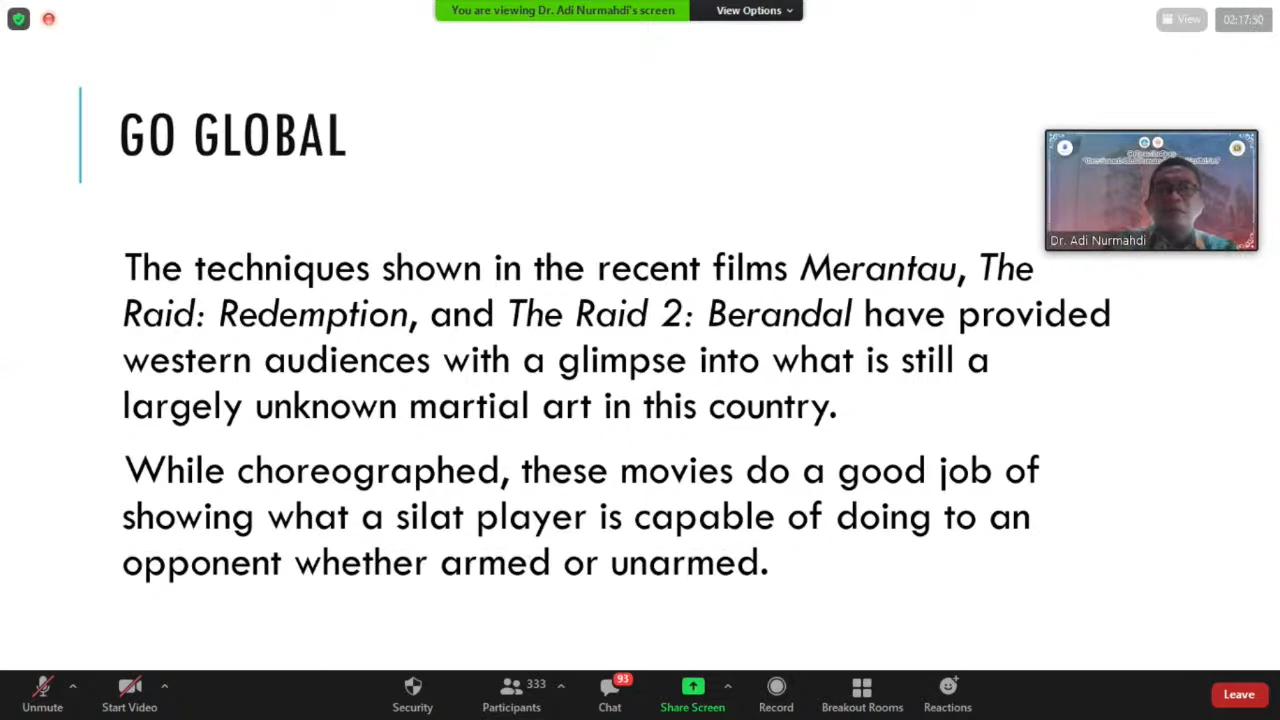 You are viewing Dr. Adi Nurmahdi's screen
View Options
View
02:17:50
GO GLOBAL
Dr. Adi Nurmahdi
The techniques shown in the recent films Merantau, The
Raid: Redemption, and The Raid 2: Berandal have provided
western audiences with a glimpse into what is still a
largely unknown martial art in this country.
While choreographed, these movies do a good job of
showing what a silat player is capable of doing to an
opponent whether armed or unarmed.
Unmute
Start Video
Security
333
Participants
93
Chat
Share Screen
Record
Breakout Rooms
Reactions
Leave